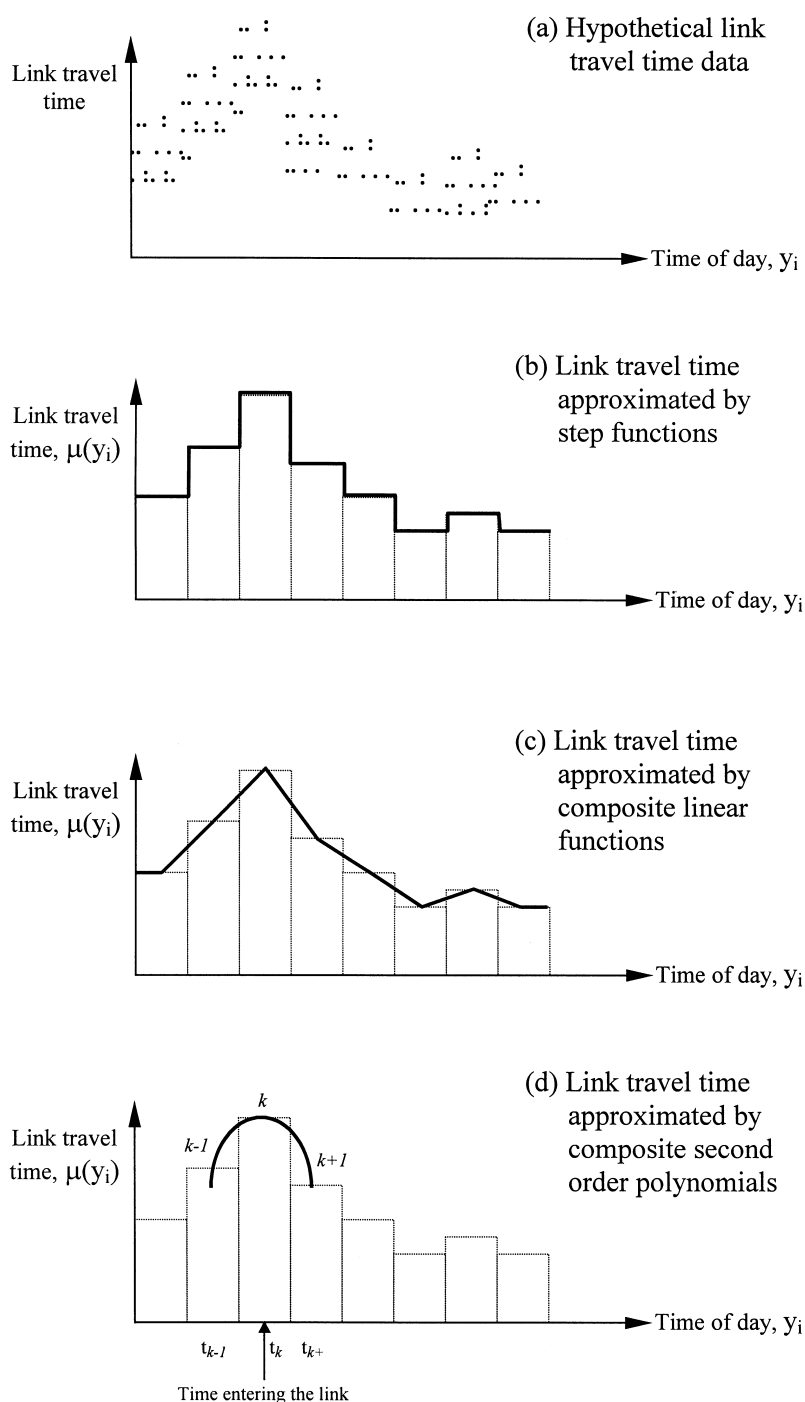 (a) Hypothetical link
travel time data
Link travel
time
Time of day, yi
(b) Link travel time
approximated by
step functions
Link travel
time, μ(yi)
Time of day, yi
(c) Link travel time
approximated by
composite linear
functions
Link travel
time, μ(yi)
Time of day, yi
(d) Link travel time
approximated by
composite second
order polynomials
Link travel
time, μ(yi)
k
k-1
k+1
Time of day, yi
tk-1 tk tk+
Time entering the link